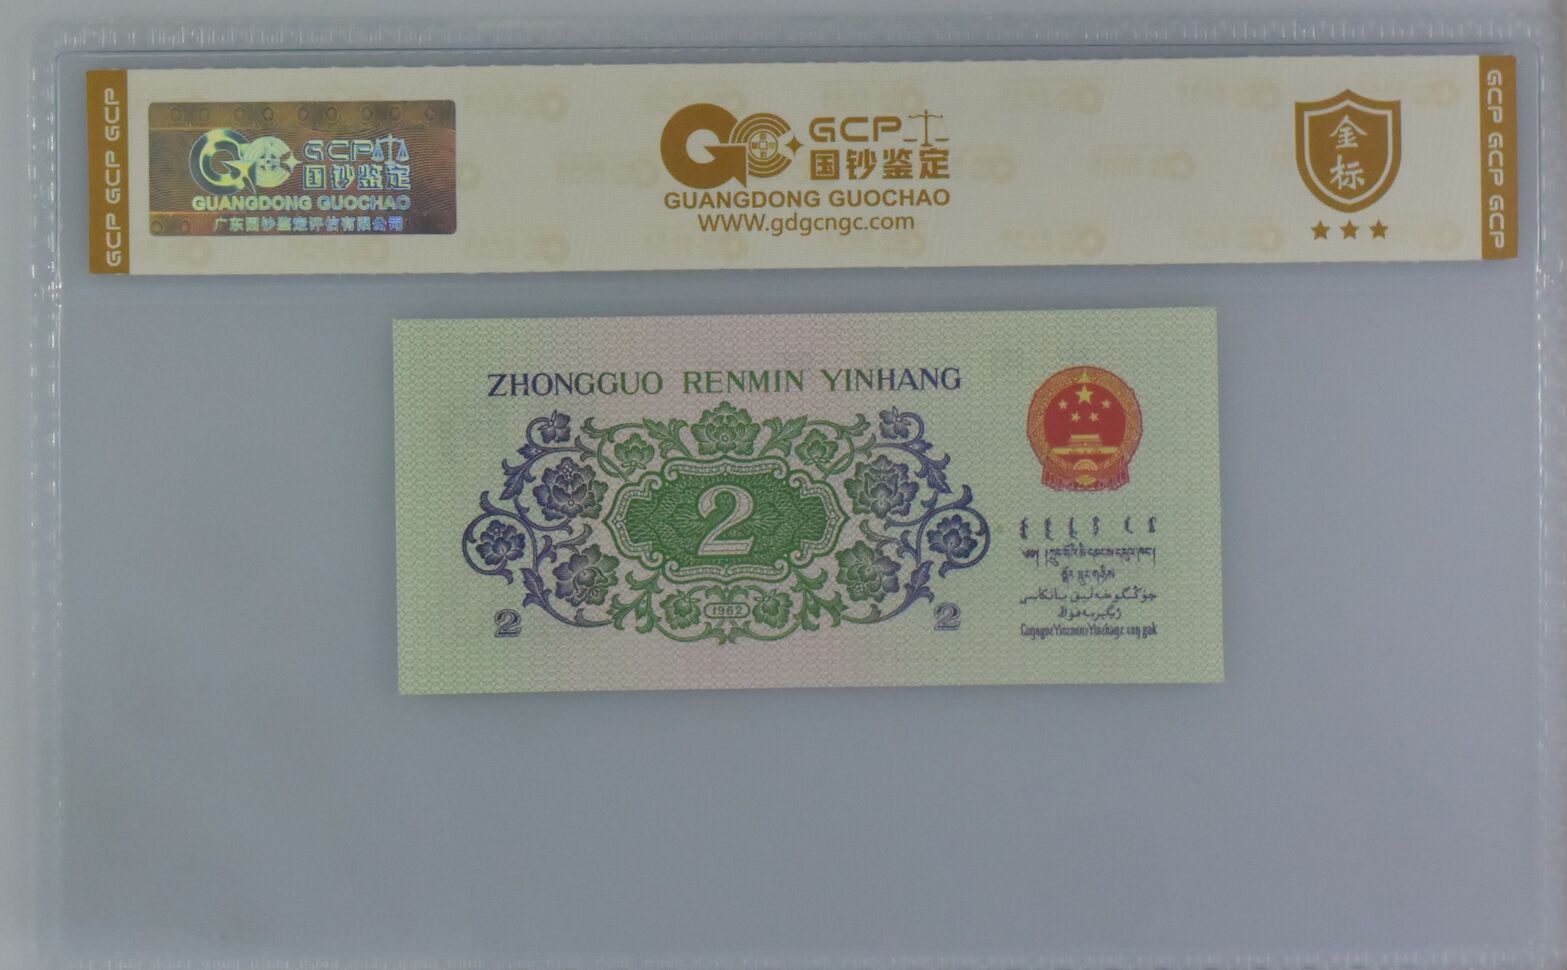 GCP GCP GCP
GCP
国钞鉴定
GUANGDONG GUOCHAO
广东国钞鉴定评估有限公司
GCP
国钞鉴定
GUANGDONG GUOCHAO
WWW.gdgcngc.com
金标
GCP GCP GCP
ZHONGGUO RENMIN YINHANG
2
1962
2
2